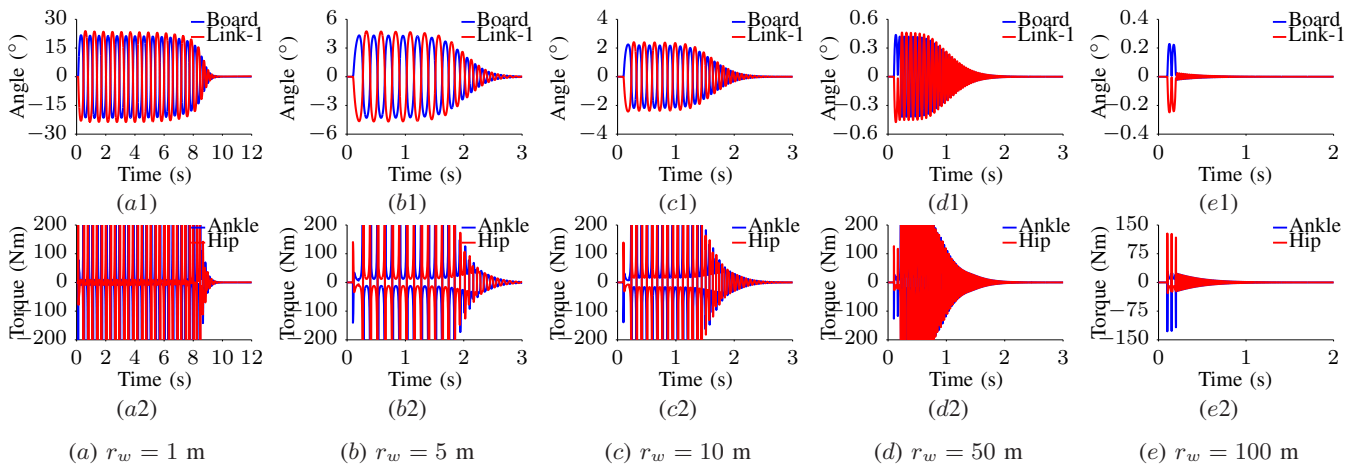 30
15
0
−15
−30
Angle (°)
Board
Link-1
0 2 4 6 8 10 12
Time (s)
(a1)
6
3
0
−3
−6
Angle (°)
Board
Link-1
0 1 2 3
Time (s)
(b1)
4
2
0
−2
−4
Angle (°)
Board
Link-1
0 1 2 3
Time (s)
(c1)
0.6
0.3
0
−0.3
−0.6
Angle (°)
Board
Link-1
0 1 2 3
Time (s)
(d1)
0.4
0.2
0
−0.2
−0.4
Angle (°)
Board
Link-1
0 1 2
Time (s)
(e1)
200
100
0
−100
−200
Torque (Nm)
Ankle
Hip
0 2 4 6 8 10 12
Time (s)
(a2)
200
100
0
−100
−200
Torque (Nm)
Ankle
Hip
0 1 2 3
Time (s)
(b2)
200
100
0
−100
−200
Torque (Nm)
Ankle
Hip
0 1 2 3
Time (s)
(c2)
200
100
0
−100
−200
Torque (Nm)
Ankle
Hip
0 1 2 3
Time (s)
(d2)
150
75
0
−75
−150
Torque (Nm)
Ankle
Hip
0 1 2
Time (s)
(e2)
(a) r_w = 1 m
(b) r_w = 5 m
(c) r_w = 10 m
(d) r_w = 50 m
(e) r_w = 100 m